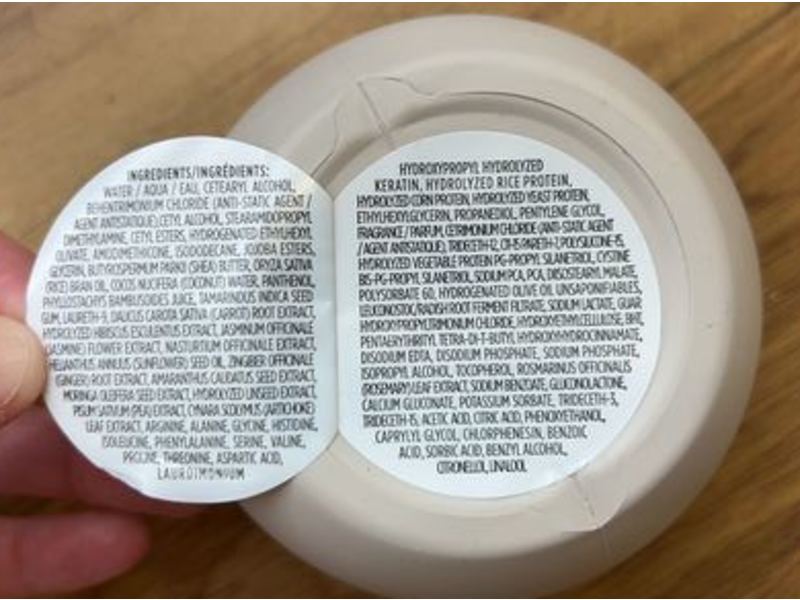 INGREDIENTS/INGRÉDIENTS:
WATER / AQUA / EAU, CETEARYL ALCOHOL,
BEHENTRIMONIUM CHLORIDE (ANTI-STATIC AGENT /
AGENT ANTISTATIQUE), CETYL ALCOHOL, STEARAMIDOPROPYL
DIMETHYLAMINE, CETYL ESTERS, HYDROGENATED ETHYLHEXYL
OLIVATE, AMODIMETHICONE, ISODODECANE, JOJOBA ESTERS,
GLYCERIN, BUTYROSPERMUM PARKII (SHEA) BUTTER, ORYZA SATIVA
(RICE) BRAN OIL, COCOS NUCIFERA (COCONUT) WATER, PANTHENOL,
PHYLLOSTACHYS BAMBUSOIDES JUICE, TAMARINDUS INDICA SEED
GUM, LAURETH-9, DAUCUS CAROTA SATIVA (CARROT) ROOT EXTRACT,
HYDROLYZED HIBISCUS ESCULENTUS EXTRACT, JASMINUM OFFICINALE
(JASMINE) FLOWER EXTRACT, NASTURTIUM OFFICINALE EXTRACT,
HELIANTHUS ANNUUS (SUNFLOWER) SEED OIL, ZINGIBER OFFICINALE
(GINGER) ROOT EXTRACT, AMARANTHUS CAUDATUS SEED EXTRACT,
MORINGA OLEIFERA SEED EXTRACT, HYDROLYZED LINSEED EXTRACT,
PISUM SATIVUM (PEA) EXTRACT, CYNARA SCOLYMUS (ARTICHOKE)
LEAF EXTRACT, ARGININE, ALANINE, GLYCINE, HISTIDINE,
ISOLEUCINE, PHENYLALANINE, SERINE, VALINE,
PROLINE, THREONINE, ASPARTIC ACID,
LAURDIMONIUM
HYDROXYPROPYL HYDROLYZED
KERATIN, HYDROLYZED RICE PROTEIN,
HYDROLYZED CORN PROTEIN, HYDROLYZED YEAST PROTEIN,
ETHYLHEXYLGLYCERIN, PROPANEDIOL, PENTYLENE GLYCOL,
FRAGRANCE / PARFUM, CETRIMONIUM CHLORIDE (ANTI-STATIC AGENT
/ AGENT ANTISTATIQUE), TRIDECETH-12, C11-15 PARETH-7, POLYSILICONE-15,
HYDROLYZED VEGETABLE PROTEIN PG-PROPYL SILANETRIOL, CYSTINE
BIS-PG-PROPYL SILANETRIOL, SODIUM PCA, PCA, DIISOSTEARYL MALATE,
POLYSORBATE 60, HYDROGENATED OLIVE OIL UNSAPONIFIABLES,
LEUCONOSTOC/RADISH ROOT FERMENT FILTRATE, SODIUM LACTATE, GUAR
HYDROXYPROPYLTRIMONIUM CHLORIDE, HYDROXYETHYLCELLULOSE, BHT,
PENTAERYTHRITYL TETRA-DI-T-BUTYL HYDROXYHYDROCINNAMATE,
DISODIUM EDTA, DISODIUM PHOSPHATE, SODIUM PHOSPHATE,
ISOPROPYL ALCOHOL, TOCOPHEROL, ROSMARINUS OFFICINALIS
(ROSEMARY) LEAF EXTRACT, SODIUM BENZOATE, GLUCONOLACTONE,
CALCIUM GLUCONATE, POTASSIUM SORBATE, TRIDECETH-3,
TRIDECETH-15, ACETIC ACID, CITRIC ACID, PHENOXYETHANOL,
CAPRYLYL GLYCOL, CHLORPHENESIN, BENZOIC
ACID, SORBIC ACID, BENZYL ALCOHOL,
CITRONELLOL, LINALOOL